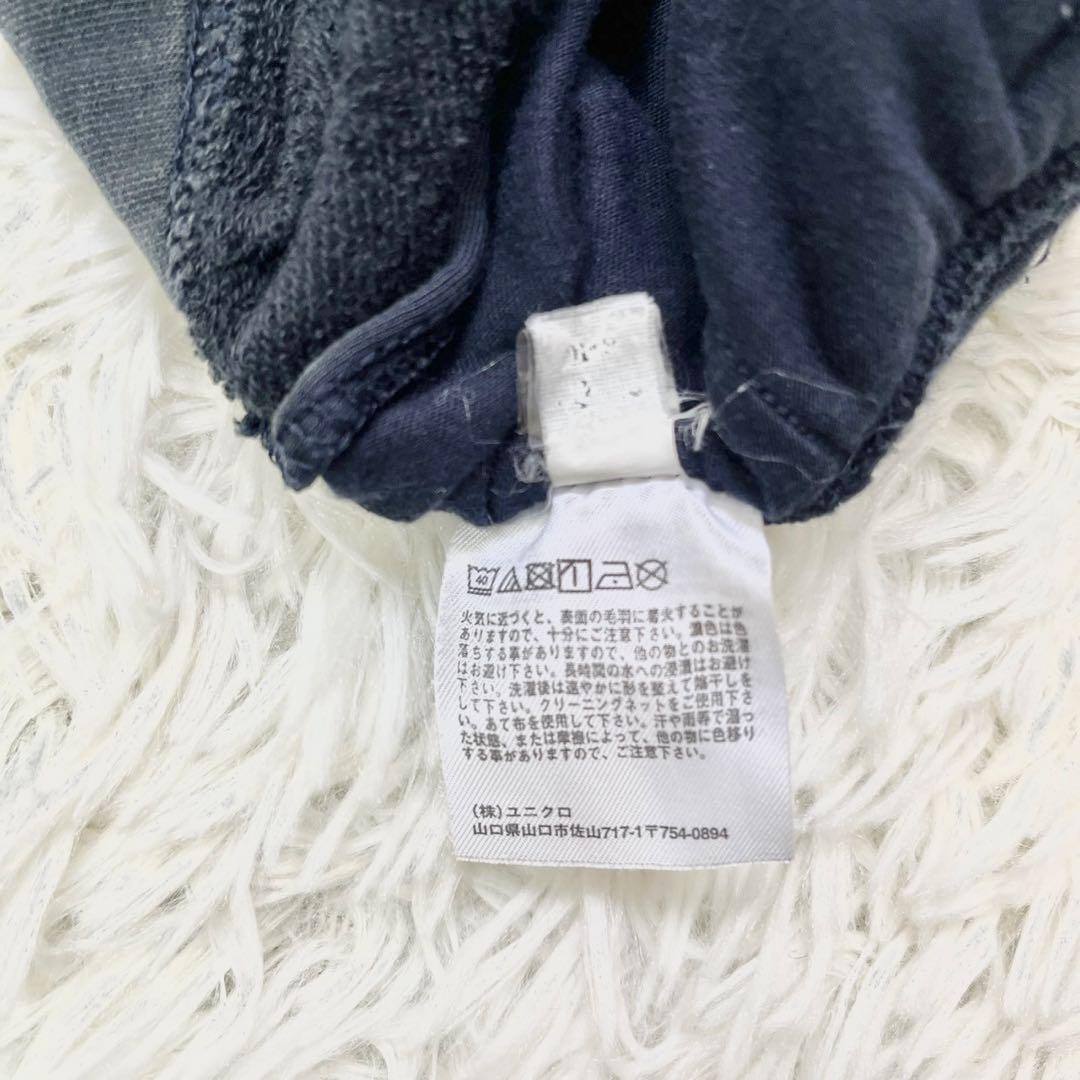 40
火気に近づくと、表面の毛羽に着火することが
ありますので、十分にご注意下さい。濃色は色
落ちする事がありますので、他の物とのお洗濯
はお避け下さい。長時間の水への浸漬はお避け
下さい。洗濯後は速やかに形を整えて陰干しを
して下さい。クリーニングネットをご使用下さ
い。あて布を使用して下さい。汗や雨等で湿っ
た状態、または摩擦によって、他の物に色移り
する事がありますので、ご注意下さい。
(株)ユニクロ
山口県山口市佐山717-1〒754-0894